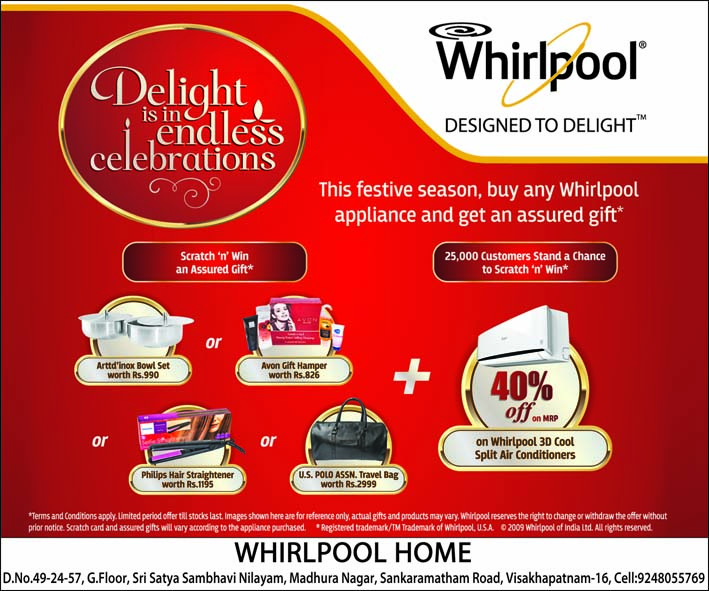 Delight
is in
endless
celebrations
Whirlpool®
DESIGNED TO DELIGHT™
This festive season, buy any Whirlpool
appliance and get an assured gift*
Scratch ‘n’ Win
an Assured Gift*
25,000 Customers Stand a Chance
to Scratch ‘n’ Win*
Arttd’inox Bowl Set
worth Rs.990
or
AVON
Avon Gift Hamper
worth Rs.826
or
Philips Hair Straightener
worth Rs.1195
or
U.S. POLO ASSN. Travel Bag
worth Rs.2999
+
40%
off on MRP
on Whirlpool 3D Cool
Split Air Conditioners
*Terms and Conditions apply. Limited period offer till stocks last. Images shown here are for reference only, actual gifts and products may vary. Whirlpool reserves the right to change or withdraw the offer without
prior notice. Scratch card and assured gifts will vary according to the appliance purchased. ® Registered trademark/TM Trademark of Whirlpool, U.S.A. © 2009 Whirlpool of India Ltd. All rights reserved.
WHIRLPOOL HOME
D.No.49-24-57, G.Floor, Sri Satya Sambhavi Nilayam, Madhura Nagar, Sankaramatham Road, Visakhapatnam-16, Cell:9248055769